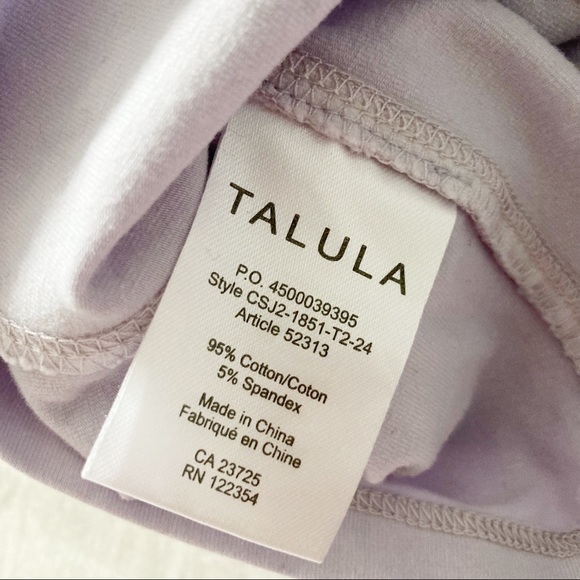 TALULA
P.O. 4500039395
Style CSJ2-1851-T2-24
Article 52313
95% Cotton/Coton
5% Spandex
Made in China
Fabriqué en Chine
CA 23725
RN 122354